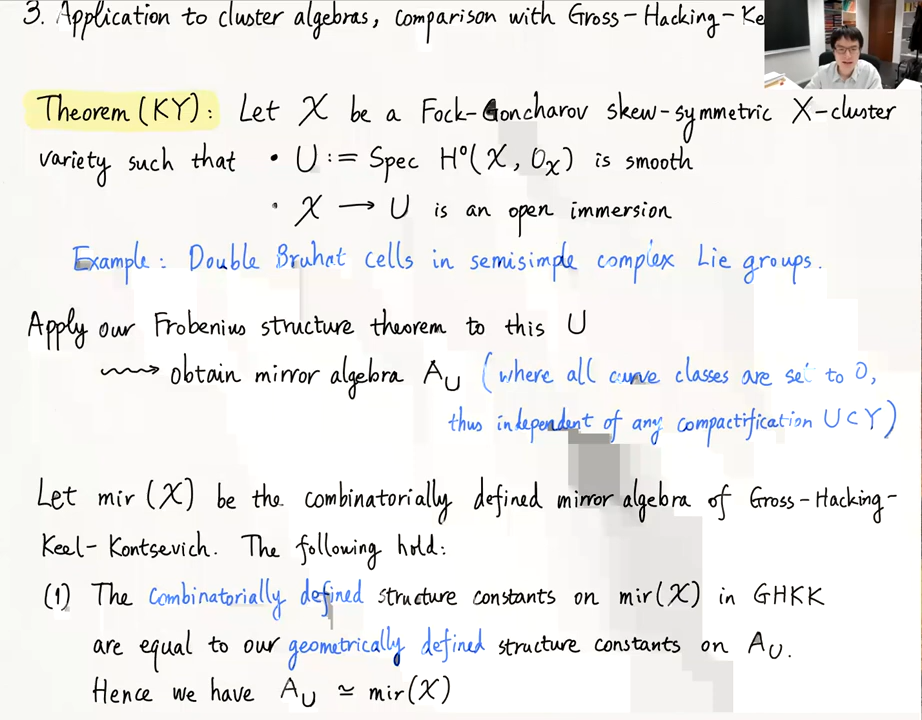 3. Application to cluster algebras, comparison with Gross-Hacking-Ke
Theorem (KY): Let X be a Fock-Goncharov skew-symmetric X-cluster
variety such that • U := Spec H⁰(X, O_X) is smooth
• X → U is an open immersion
Example: Double Bruhat cells in semisimple complex Lie groups.
Apply our Frobenius structure theorem to this U
⟿ obtain mirror algebra A_U (where all curve classes are set to 0,
thus independent of any compactification U⊂Y)
Let mir(X) be the combinatorially defined mirror algebra of Gross-Hacking-
Keel-Kontsevich. The following hold:
(1) The combinatorially defined structure constants on mir(X) in GHKK
are equal to our geometrically defined structure constants on A_U.
Hence we have A_U ≃ mir(X)